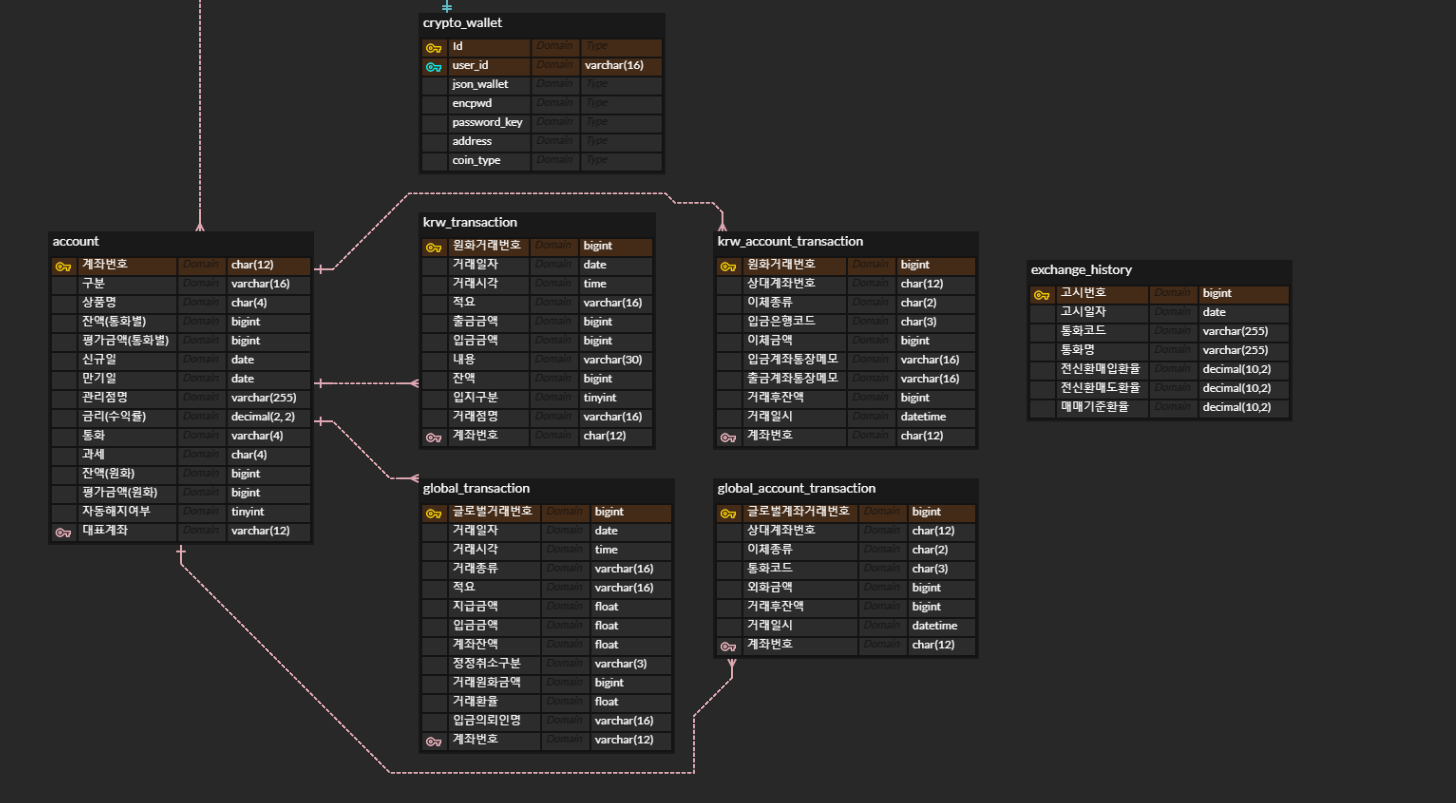 crypto_wallet
Id Domain Type
user_id Domain varchar(16)
json_wallet Domain Type
encpwd Domain Type
password_key Domain Type
address Domain Type
coin_type Domain Type
account
계좌번호 Domain char(12)
구분 Domain varchar(16)
상품명 Domain char(4)
잔액(통화별) Domain bigint
평가금액(통화별) Domain bigint
신규일 Domain date
만기일 Domain date
관리점명 Domain varchar(255)
금리(수익률) Domain decimal(2, 2)
통화 Domain varchar(4)
과세 Domain char(4)
잔액(원화) Domain bigint
평가금액(원화) Domain bigint
자동해지여부 Domain tinyint
대표계좌 Domain varchar(12)
krw_transaction
원화거래번호 Domain bigint
거래일자 Domain date
거래시각 Domain time
적요 Domain varchar(16)
출금금액 Domain bigint
입금금액 Domain bigint
내용 Domain varchar(30)
잔액 Domain bigint
입지구분 Domain tinyint
거래점명 Domain varchar(16)
계좌번호 Domain char(12)
krw_account_transaction
원화거래번호 Domain bigint
상대계좌번호 Domain char(12)
이체종류 Domain char(2)
입금은행코드 Domain char(3)
이체금액 Domain bigint
입금계좌통장메모 Domain varchar(16)
출금계좌통장메모 Domain varchar(16)
거래후잔액 Domain bigint
거래일시 Domain datetime
계좌번호 Domain char(12)
exchange_history
고시번호 Domain bigint
고시일자 Domain date
통화코드 Domain varchar(255)
통화명 Domain varchar(255)
전신환매입환율 Domain decimal(10,2)
전신환매도환율 Domain decimal(10,2)
매매기준환율 Domain decimal(10,2)
global_transaction
글로벌거래번호 Domain bigint
거래일자 Domain date
거래시각 Domain time
거래종류 Domain varchar(16)
적요 Domain varchar(16)
지급금액 Domain float
입금금액 Domain float
계좌잔액 Domain float
정정취소구분 Domain varchar(3)
거래원화금액 Domain bigint
거래환율 Domain float
입금의뢰인명 Domain varchar(16)
계좌번호 Domain varchar(12)
global_account_transaction
글로벌계좌거래번호 Domain bigint
상대계좌번호 Domain char(12)
이체종류 Domain char(2)
통화코드 Domain char(3)
외화금액 Domain bigint
거래후잔액 Domain bigint
거래일시 Domain datetime
계좌번호 Domain char(12)